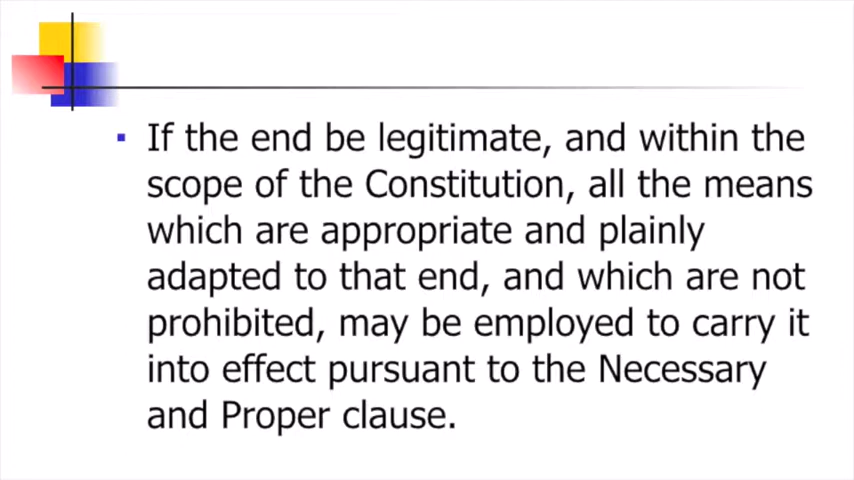 If the end be legitimate, and within the
scope of the Constitution, all the means
which are appropriate and plainly
adapted to that end, and which are not
prohibited, may be employed to carry it
into effect pursuant to the Necessary
and Proper clause.